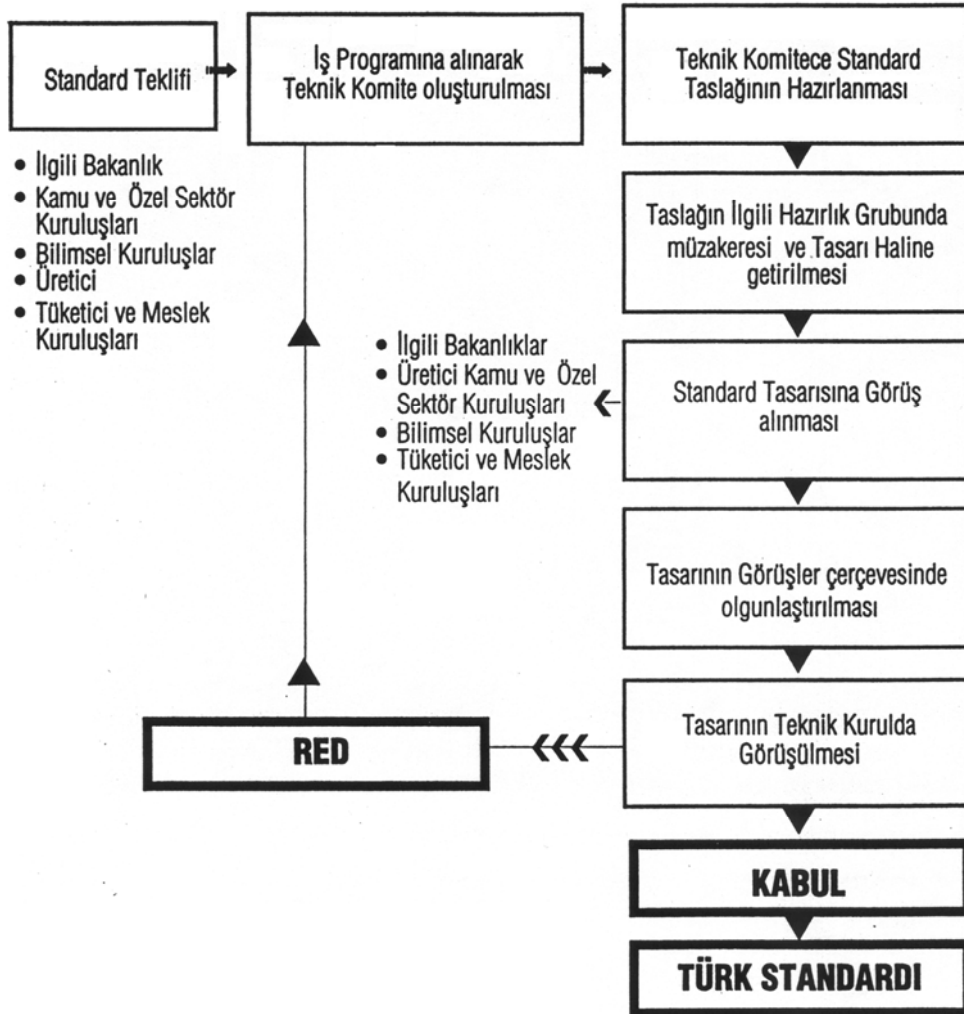 Standard Teklifi
İş Programına alınarak
Teknik Komite oluşturulması
Teknik Komitece Standard
Taslağının Hazırlanması
• İlgili Bakanlık
• Kamu ve Özel Sektör
Kuruluşları
• Bilimsel Kuruluşlar
• Üretici
• Tüketici ve Meslek
Kuruluşları
Taslağın İlgili Hazırlık Grubunda
müzakeresi ve Tasarı Haline
getirilmesi
• İlgili Bakanlıklar
• Üretici Kamu ve Özel
Sektör Kuruluşları
• Bilimsel Kuruluşlar
• Tüketici ve Meslek
Kuruluşları
Standard Tasarısına Görüş
alınması
Tasarının Görüşler çerçevesinde
olgunlaştırılması
Tasarının Teknik Kurulda
Görüşülmesi
RED
KABUL
TÜRK STANDARDI